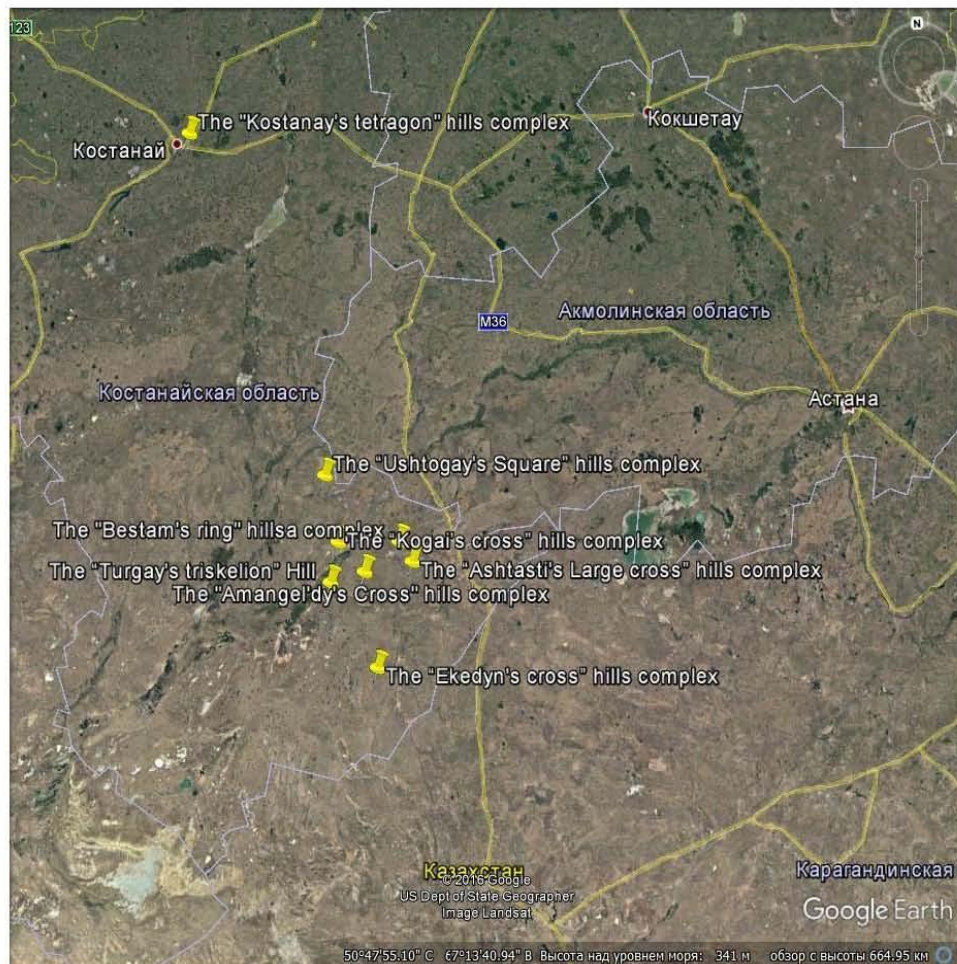 123
N
The "Kostanay's tetragon" hills complex
Кокшетау
Костанай
M36
Акмолинская область
Костанайская область
Астана
The "Ushtogay's Square" hills complex
The "Bestam's ring" hillsa complex
The "Kogai's cross" hills complex
The "Turgay's triskelion" Hill
The "Ashtasti's Large cross" hills complex
The "Amangel'dy's Cross" hills complex
The "Ekedyn's cross" hills complex
Казахстан
Карагандинская
© 2016 Google
US Dept of State Geographer
Image Landsat
Google Earth
50°47'55.10" С 67°13'40.94" В Высота над уровнем моря: 341 м обзор с высоты 664.95 км